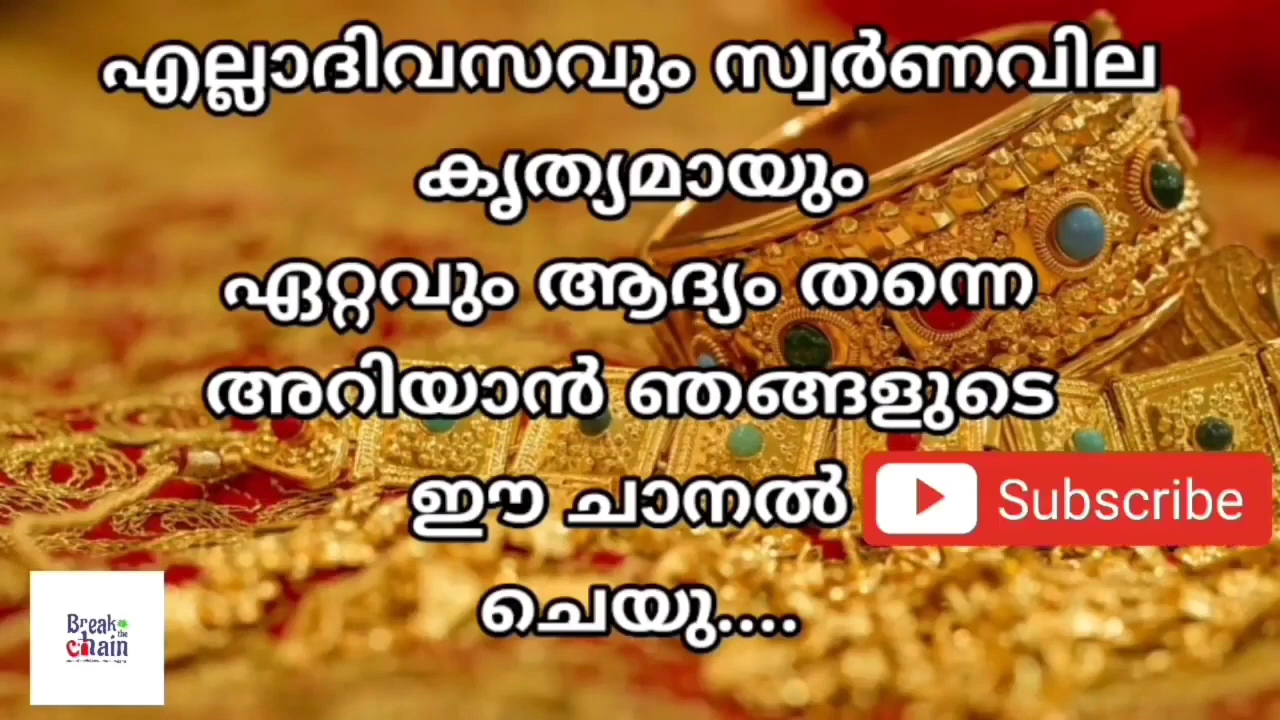 എല്ലാദിവസവും സ്വർണവില
കൃത്യമായും
ഏറ്റവും ആദ്യം തന്നെ
അറിയാൻ ഞങ്ങളുടെ
ഈ ചാനൽ Subscribe
ചെയു....
Break
the
chain